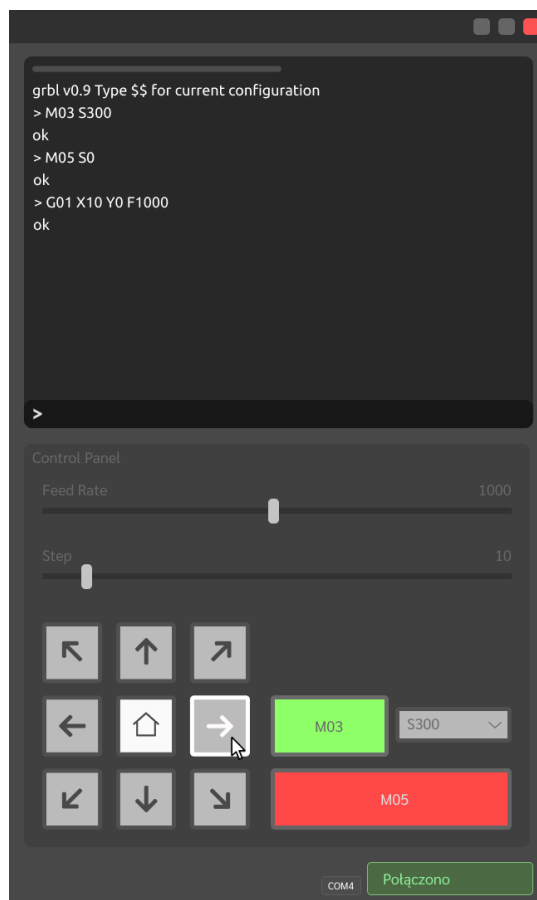 grbl v0.9 Type $$ for current configuration
> M03 S300
ok
> M05 S0
ok
> G01 X10 Y0 F1000
ok
>
Control Panel
Feed Rate 1000
Step 10
M03 S300
M05
COM4 Połączono